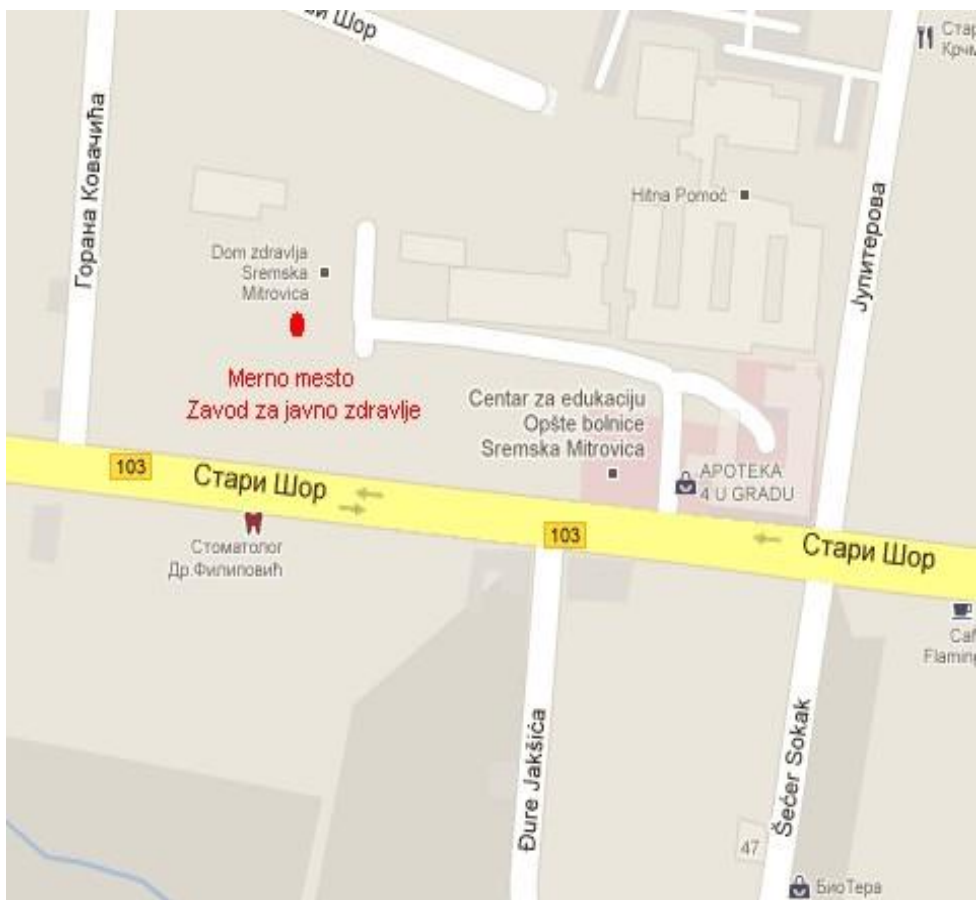 Шор
Горана Ковачића
Hitna Pomoć
Јупитерова
Dom zdravlja
Sremska
Mitrovica
Merno mesto
Zavod za javno zdravlje
Centar za edukaciju
Opšte bolnice
Sremska Mitrovica
APOTEKA
4 U GRADU
103
Стари Шор
103
Стари Шор
Стоматолог
Др.Филиповић
Đure Jakšića
Šećer Sokak
47
БиоТера